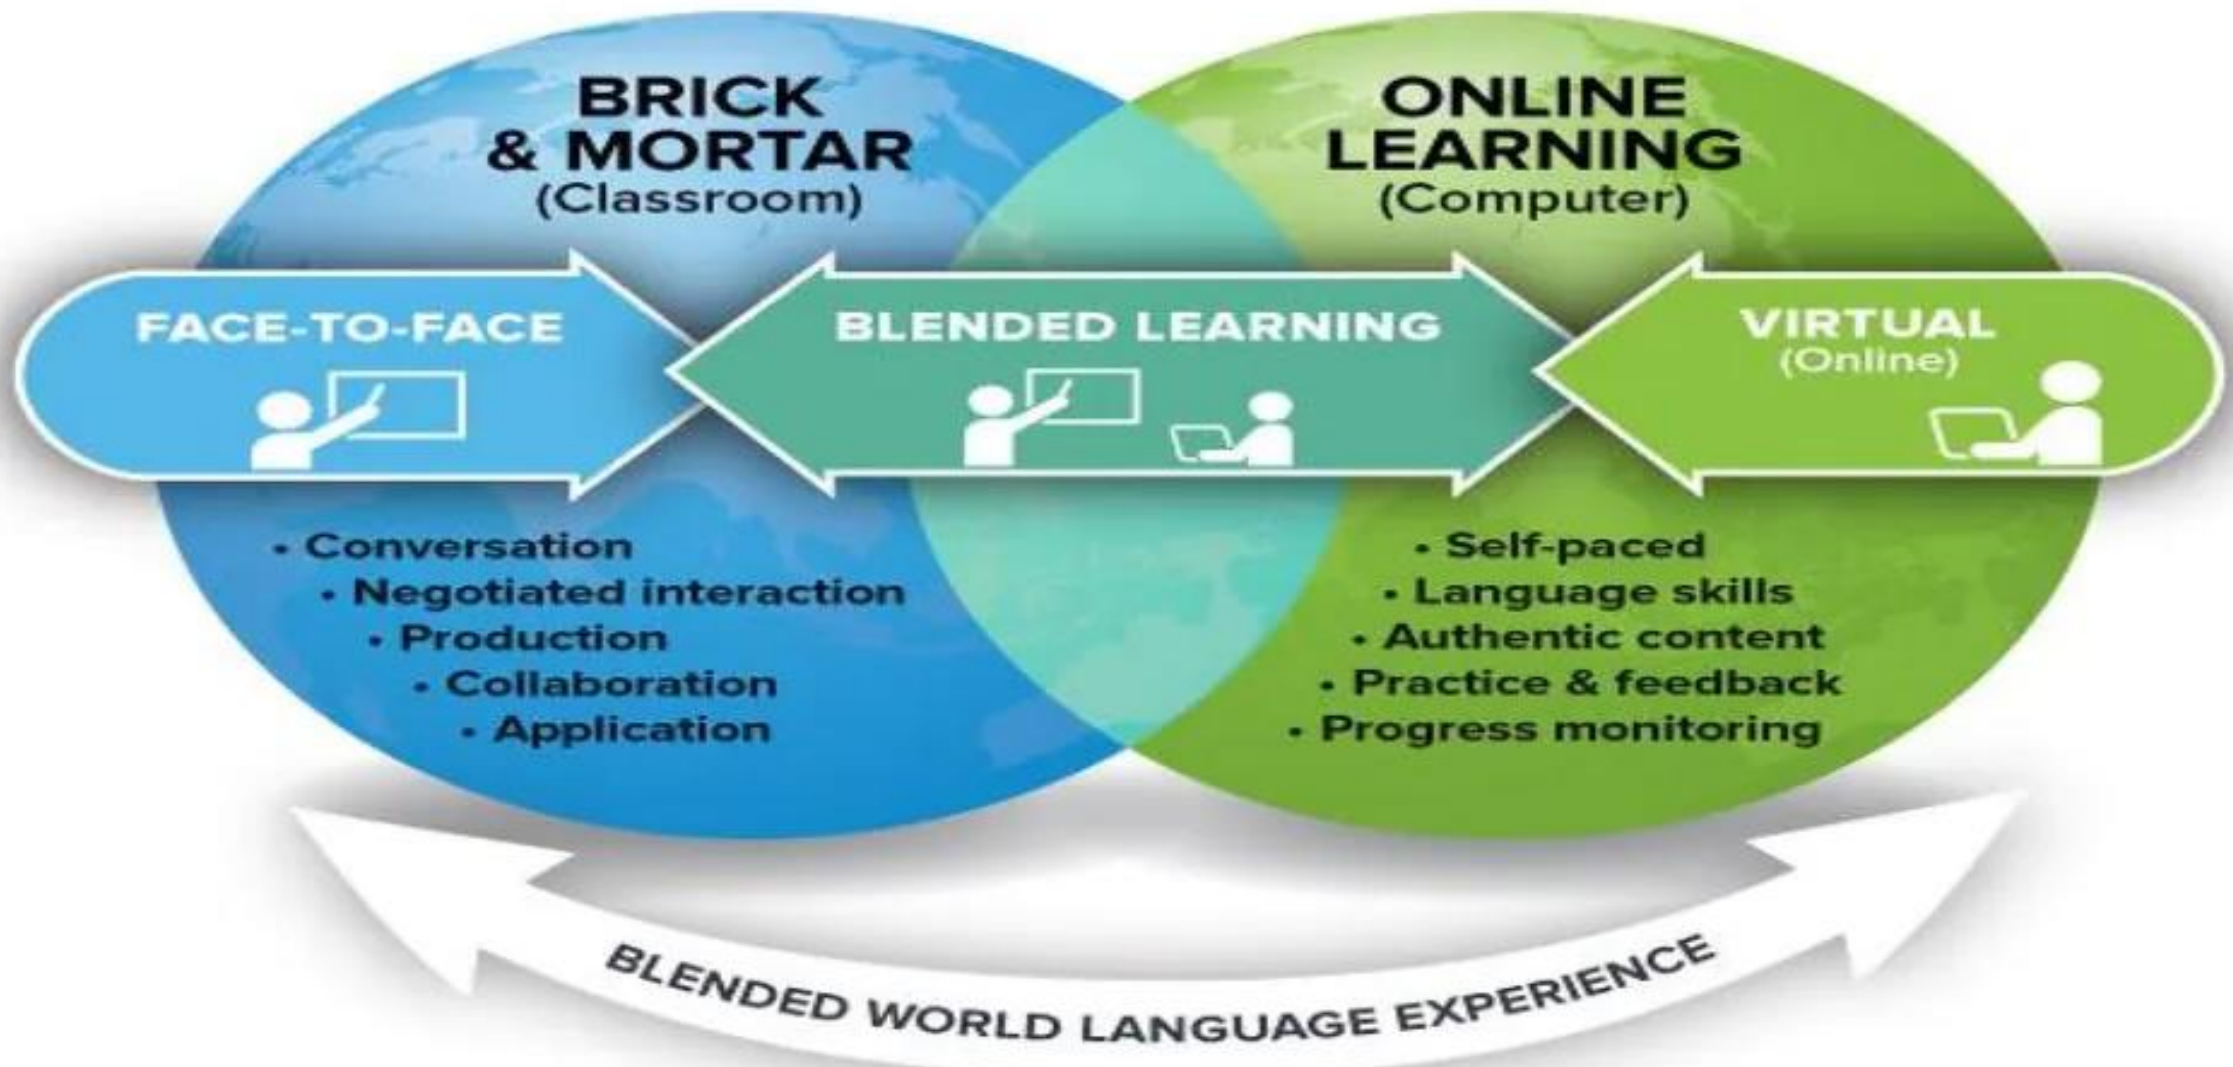 BRICK
& MORTAR
(Classroom)
ONLINE
LEARNING
(Computer)
FACE-TO-FACE
BLENDED LEARNING
VIRTUAL
(Online)
• Conversation
• Negotiated interaction
• Production
• Collaboration
• Application
• Self-paced
• Language skills
• Authentic content
• Practice & feedback
• Progress monitoring
BLENDED WORLD LANGUAGE EXPERIENCE